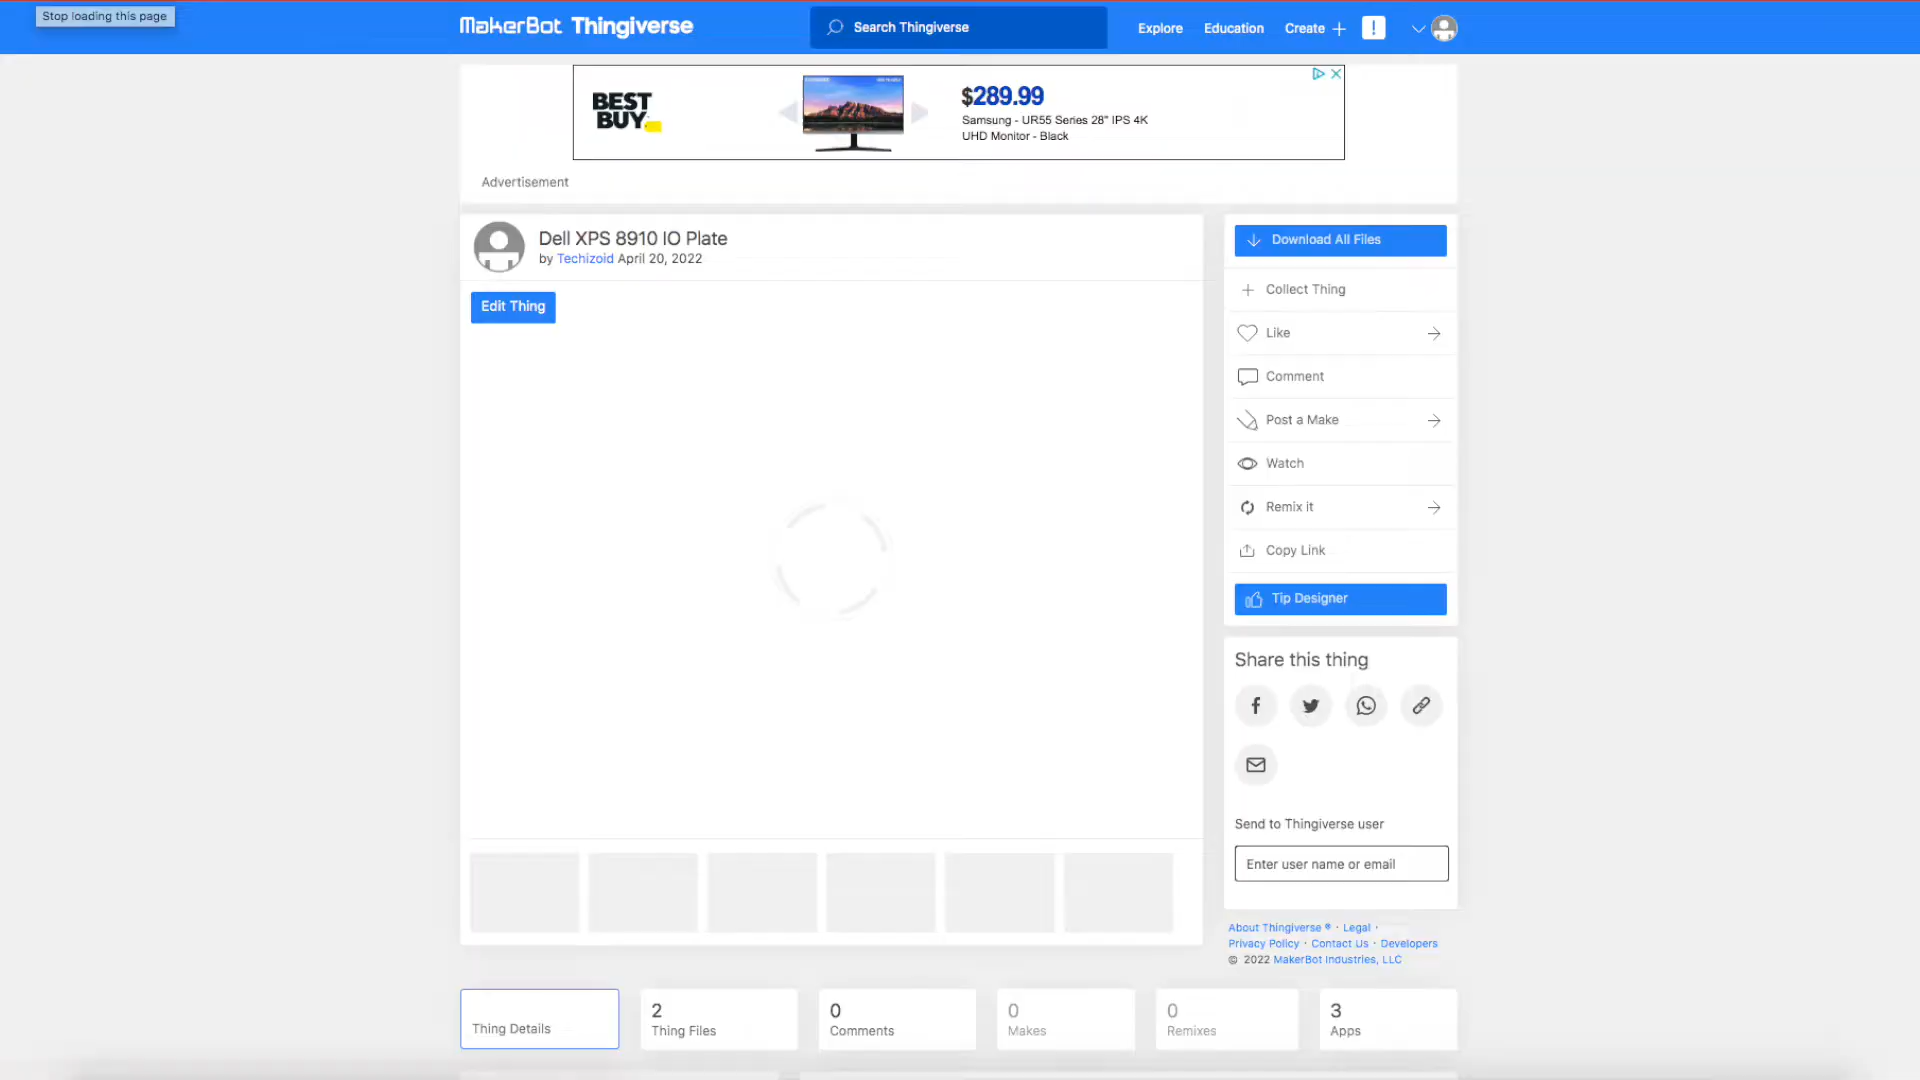 Stop loading this page
MakerBot Thingiverse
Search Thingiverse
Explore
Education
Create
BEST
BUY
$289.99
Samsung - UR55 Series 28" IPS 4K
UHD Monitor - Black
Advertisement
Dell XPS 8910 IO Plate
by Techizoid April 20, 2022
Edit Thing
Download All Files
Collect Thing
Like
Comment
Post a Make
Watch
Remix it
Copy Link
Tip Designer
Share this thing
Send to Thingiverse user
Enter user name or email
About Thingiverse ® · Legal ·
Privacy Policy · Contact Us · Developers
© 2022 MakerBot Industries, LLC
Thing Details
2
Thing Files
0
Comments
0
Makes
0
Remixes
3
Apps